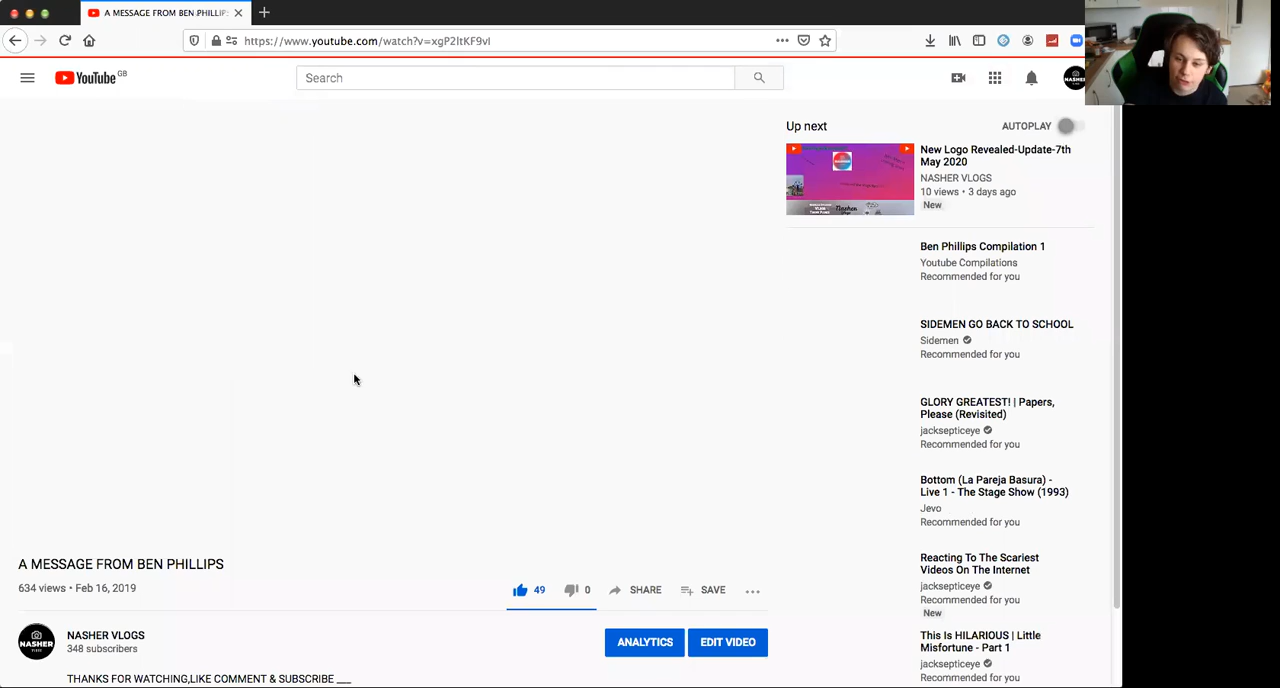 A MESSAGE FROM BEN PHILLIPS
https://www.youtube.com/watch?v=xgP2ltKF9vI
YouTube GB
Search
NASHER
Up next
AUTOPLAY
New Logo Revealed-Update-7th
May 2020
NASHER VLOGS
10 views • 3 days ago
New
Ben Phillips Compilation 1
Youtube Compilations
Recommended for you
SIDEMEN GO BACK TO SCHOOL
Sidemen
Recommended for you
GLORY GREATEST! | Papers,
Please (Revisited)
jacksepticeye
Recommended for you
Bottom (La Pareja Basura) -
Live 1 - The Stage Show (1993)
Jevo
Recommended for you
Reacting To The Scariest
Videos On The Internet
jacksepticeye
Recommended for you
New
This Is HILARIOUS | Little
Misfortune - Part 1
jacksepticeye
Recommended for you
A MESSAGE FROM BEN PHILLIPS
634 views • Feb 16, 2019
49
0
SHARE
SAVE
NASHER
NASHER VLOGS
348 subscribers
ANALYTICS
EDIT VIDEO
THANKS FOR WATCHING,LIKE COMMENT & SUBSCRIBE ___